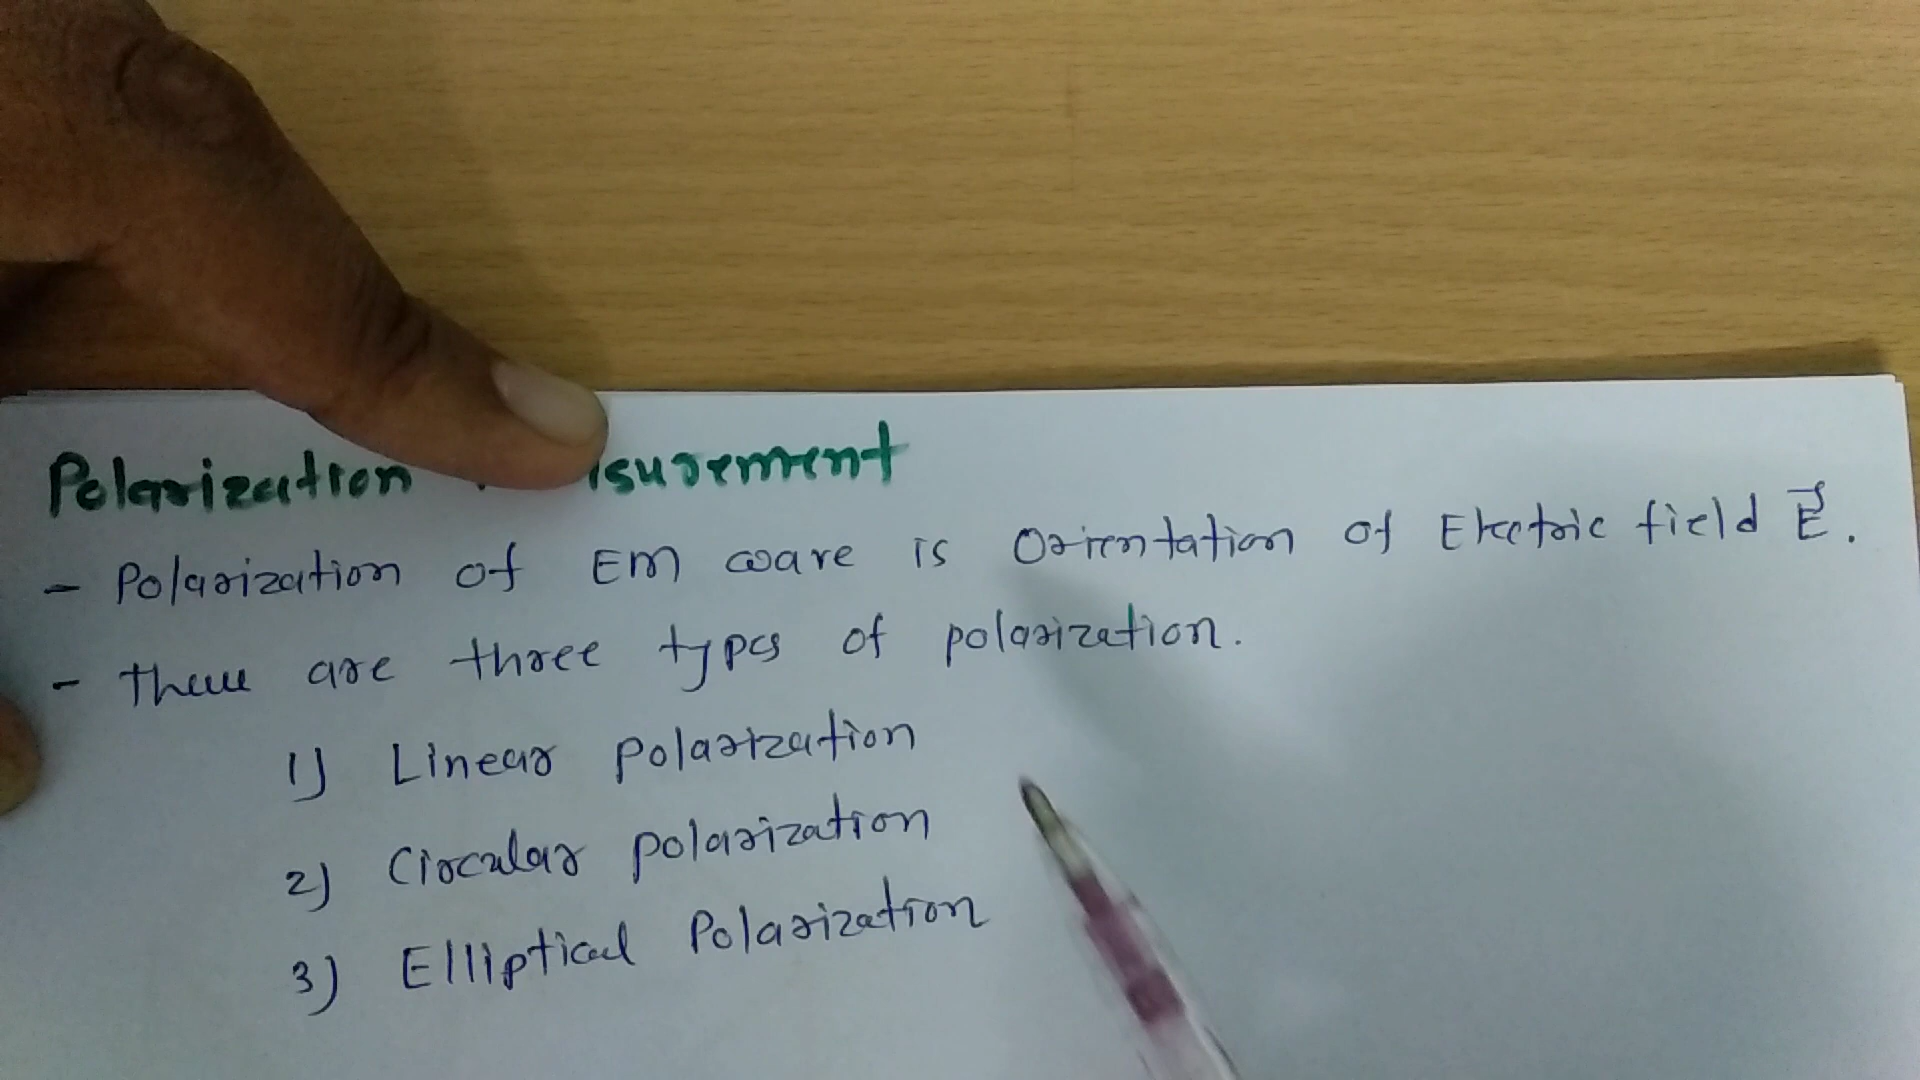 Polarization surement
- Polarization of EM wave is Orientation of Electric field E⃗.
- There are three types of polarization.
1) Linear polarization
2) Circular polarization
3) Elliptical Polarization